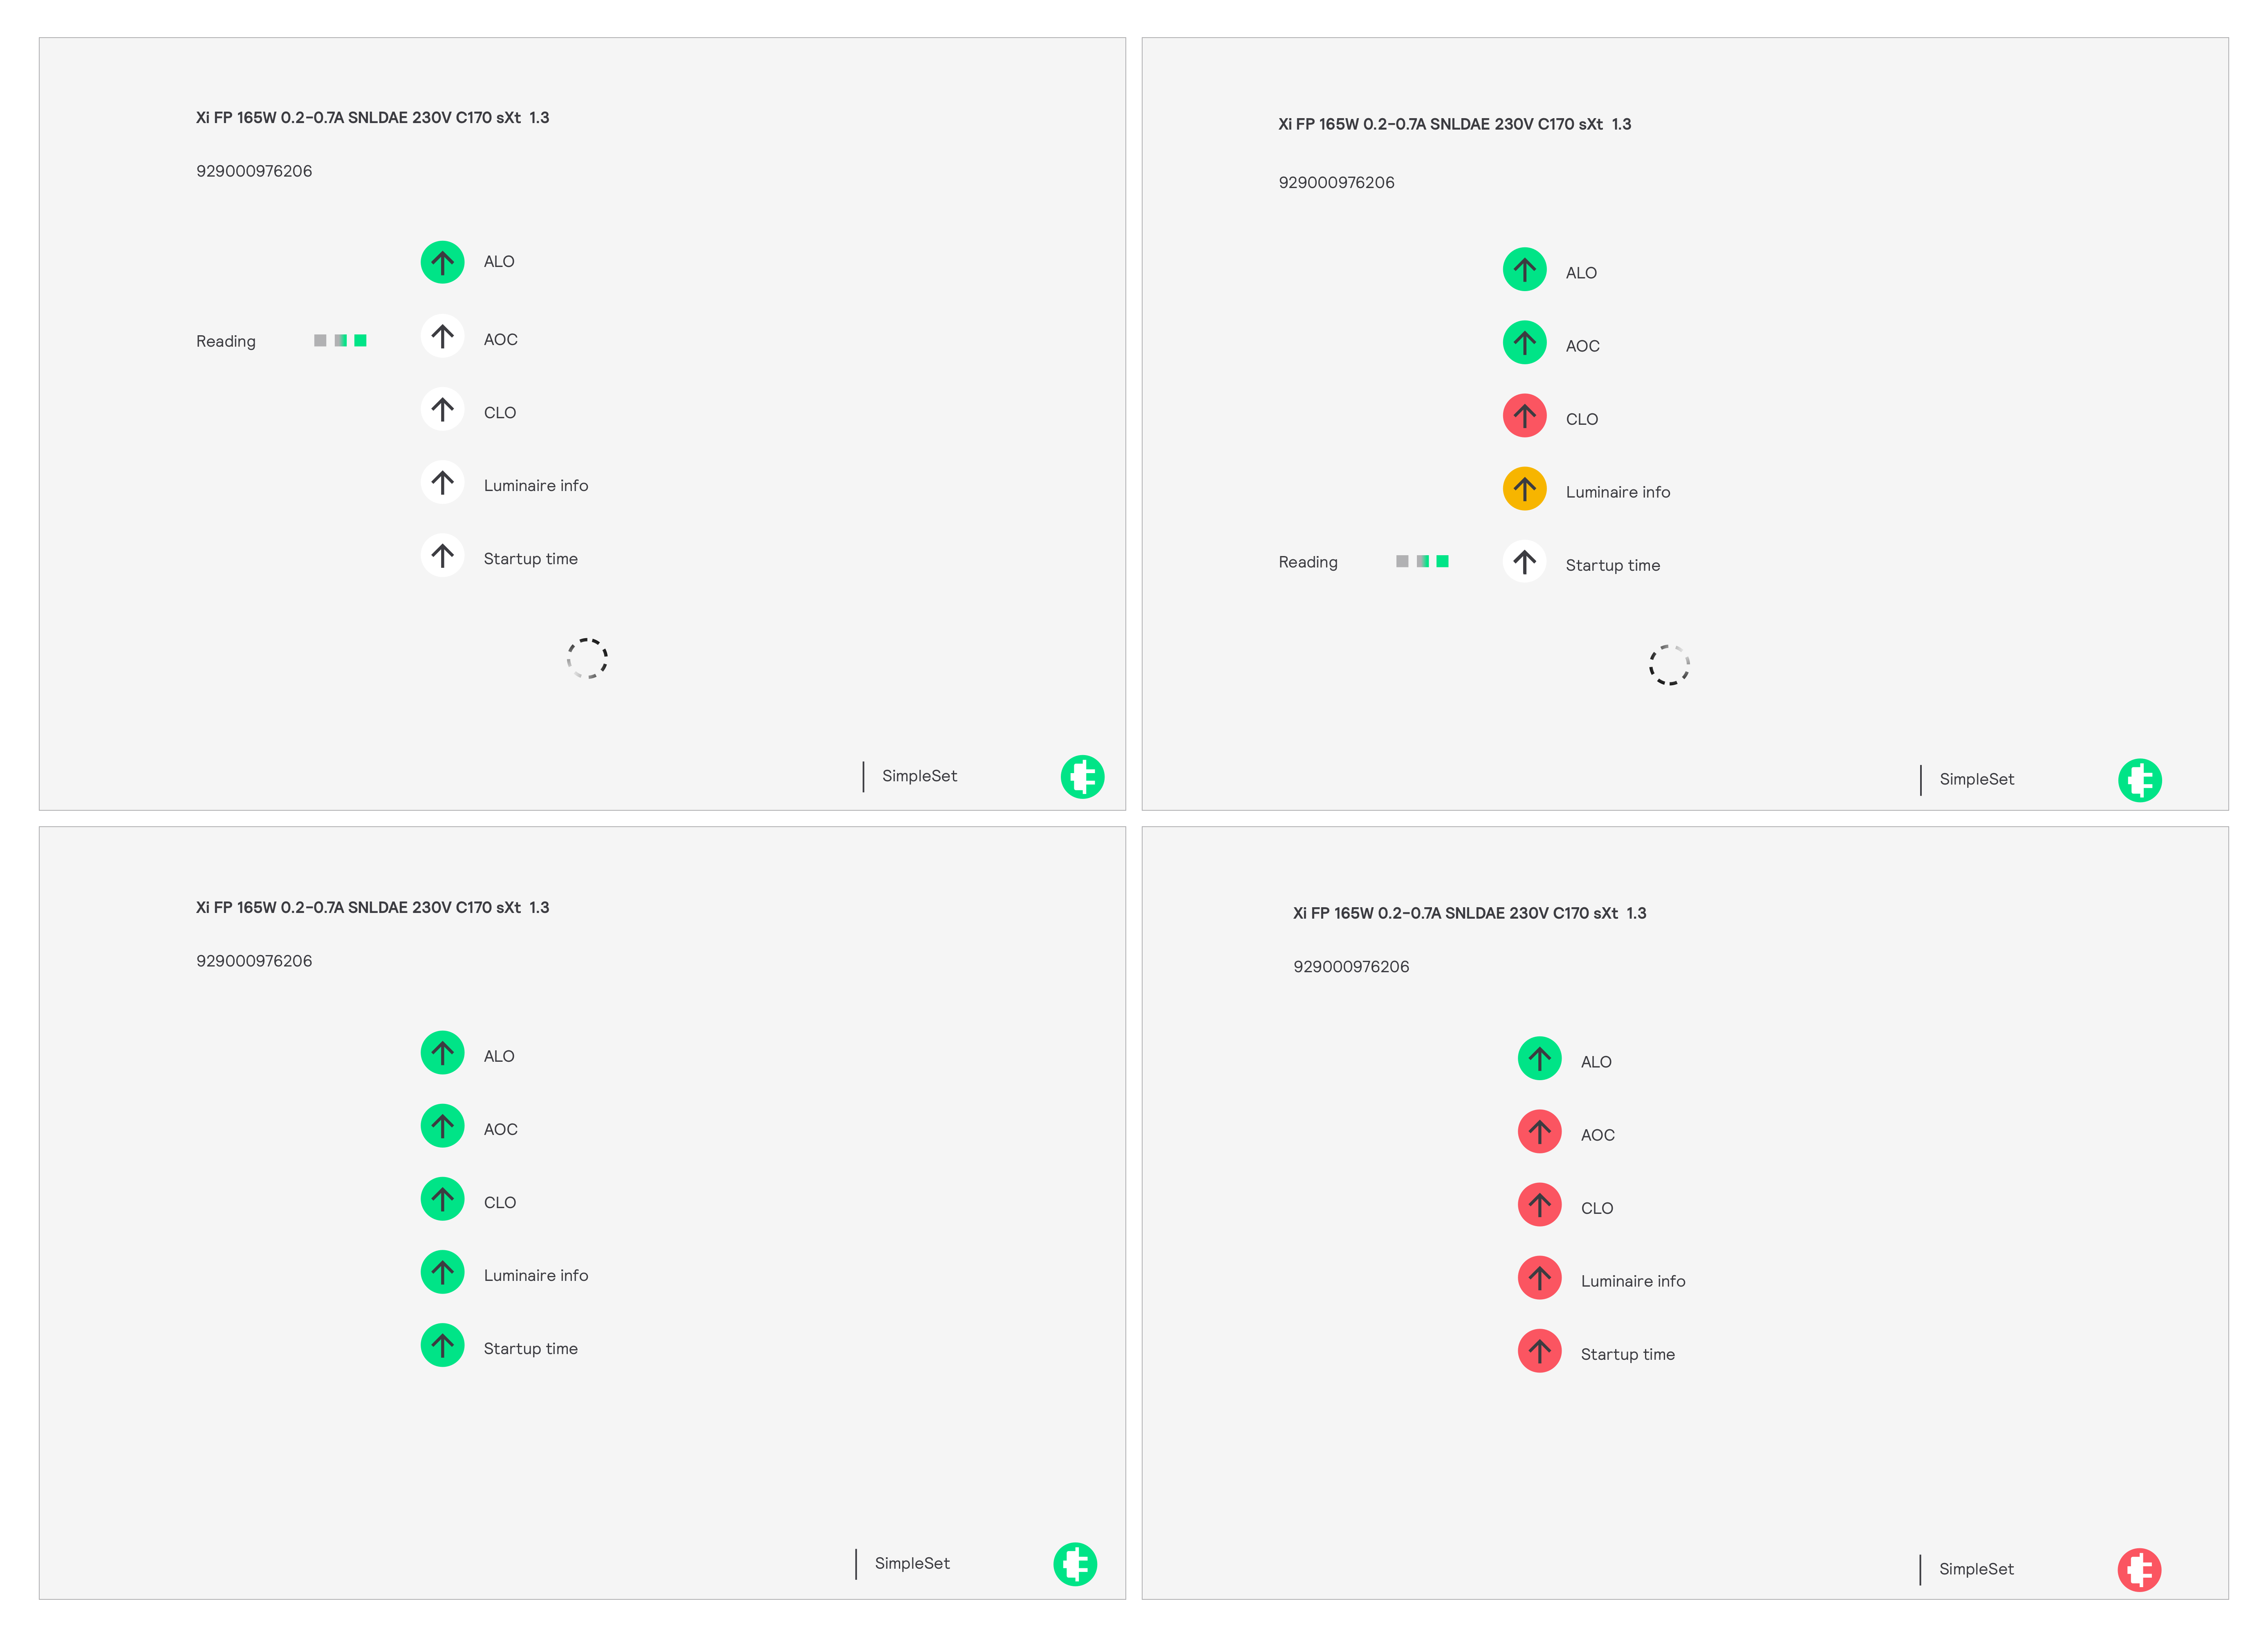 Xi FP 165W 0.2-0.7A SNLDAE 230V C170 sXt 1.3
929000976206
ALO
Reading
AOC
CLO
Luminaire info
Startup time
SimpleSet
Xi FP 165W 0.2-0.7A SNLDAE 230V C170 sXt 1.3
929000976206
ALO
AOC
CLO
Luminaire info
Reading
Startup time
SimpleSet
Xi FP 165W 0.2-0.7A SNLDAE 230V C170 sXt 1.3
929000976206
ALO
AOC
CLO
Luminaire info
Startup time
SimpleSet
Xi FP 165W 0.2-0.7A SNLDAE 230V C170 sXt 1.3
929000976206
ALO
AOC
CLO
Luminaire info
Startup time
SimpleSet